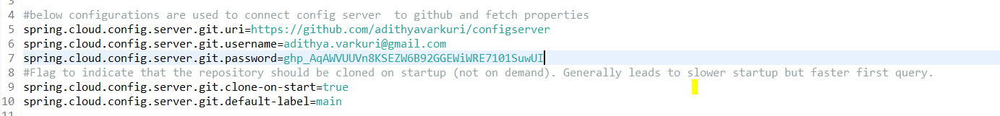 3
4 #below configurations are used to connect config server  to github and fetch properties
5 spring.cloud.config.server.git.uri=https://github.com/adithyavarkuri/configserver
6 spring.cloud.config.server.git.username=adithya.varkuri@gmail.com
7 spring.cloud.config.server.git.password=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
8 #Flag to indicate that the repository should be cloned on startup (not on demand). Generally leads to slower startup but faster first query.
9 spring.cloud.config.server.git.clone-on-start=true
10 spring.cloud.config.server.git.default-label=main
11